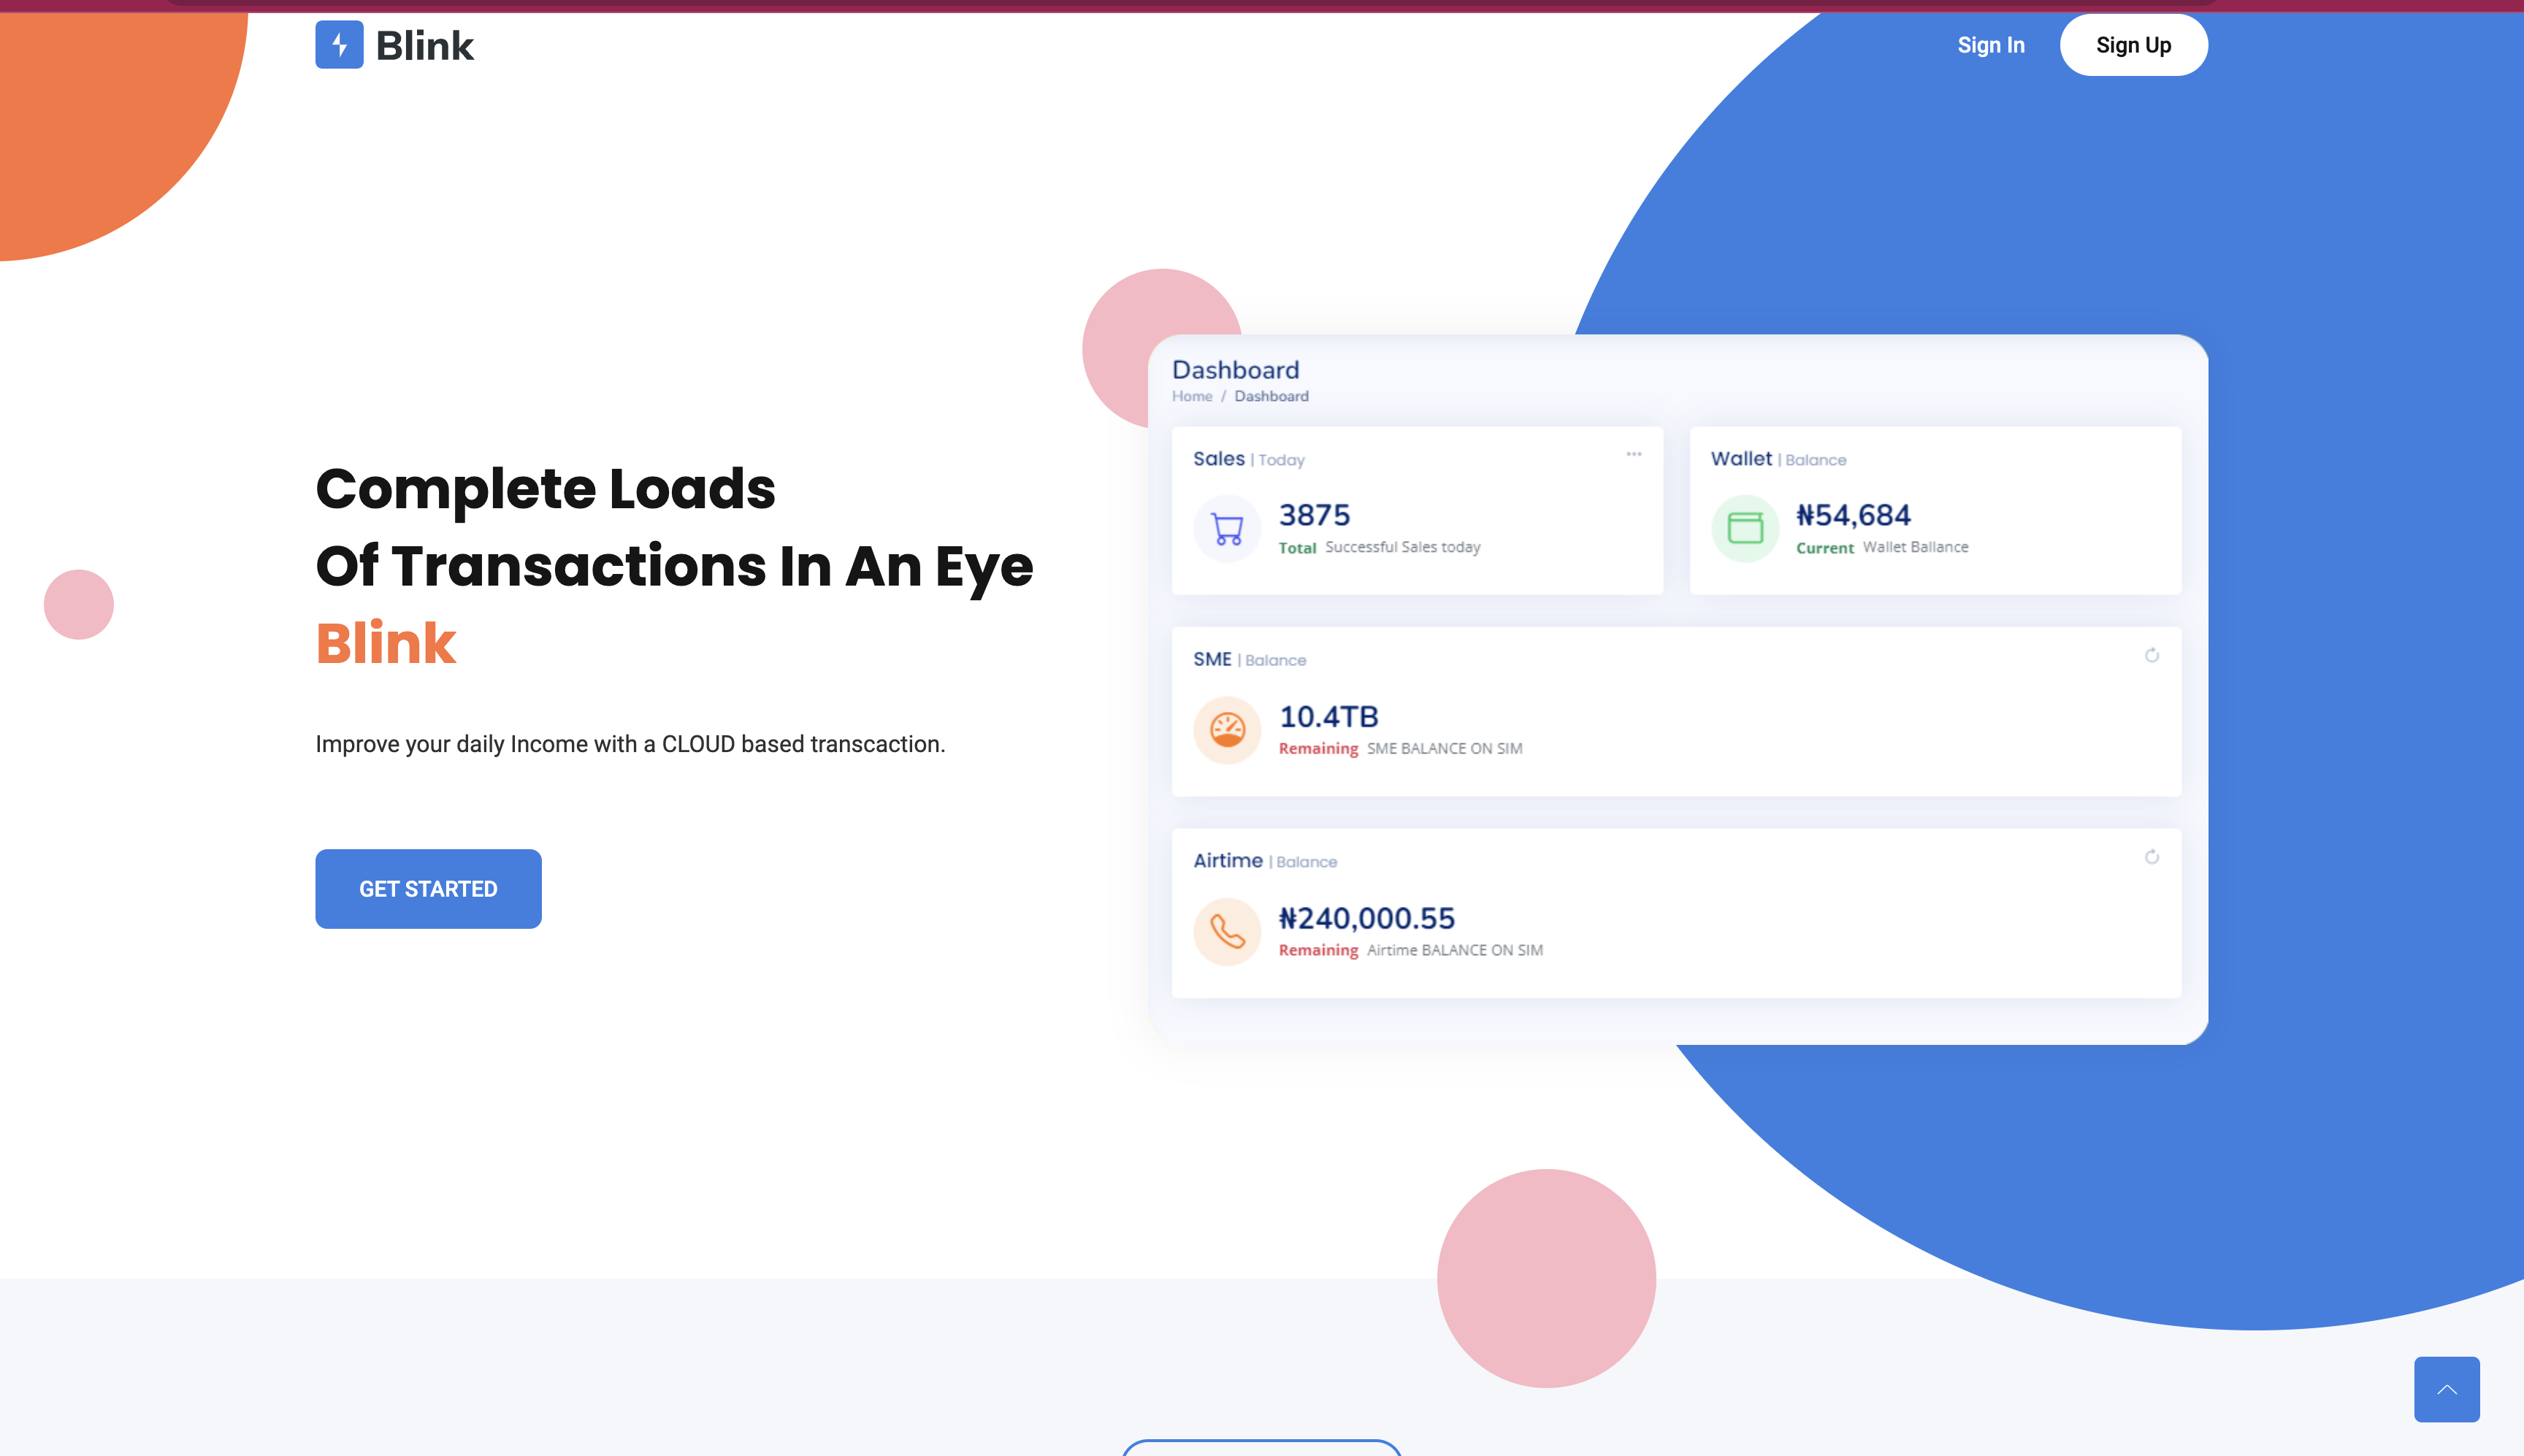 Blink
Sign In
Sign Up
Complete Loads
Of Transactions In An Eye
Blink
Improve your daily Income with a CLOUD based transcaction.
GET STARTED
Dashboard
Home / Dashboard
Sales | Today
3875
Total Successful Sales today
Wallet | Balance
₦54,684
Current Wallet Ballance
SME | Balance
10.4TB
Remaining SME BALANCE ON SIM
Airtime | Balance
₦240,000.55
Remaining Airtime BALANCE ON SIM